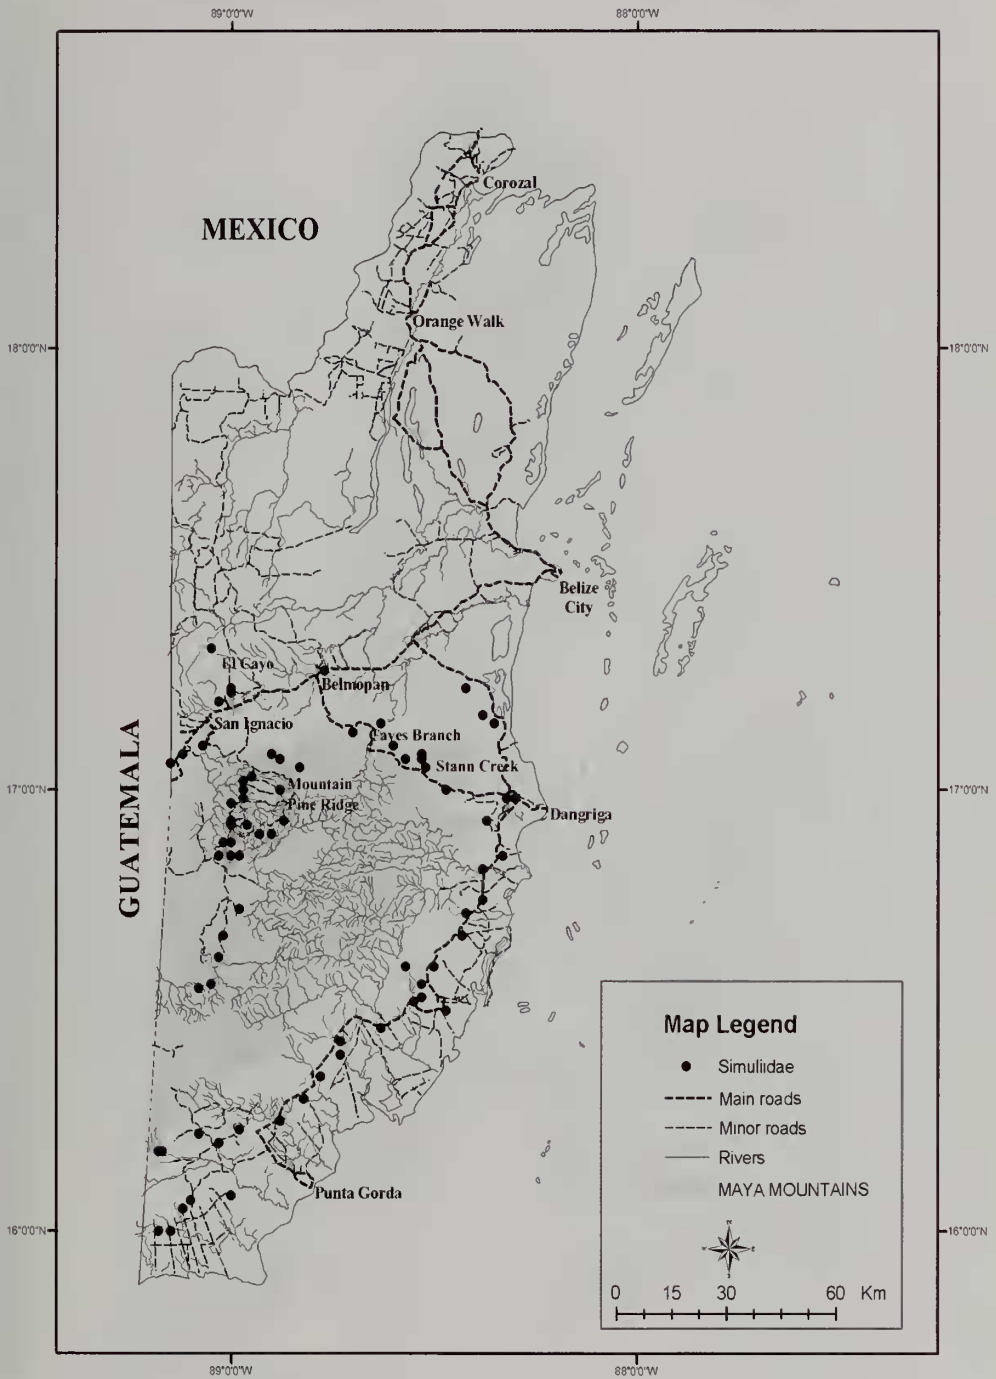 89°0'0"W
88°0'0"W
Corozal
MEXICO
Orange Walk
18°0'0"N
18°0'0"N
Belize
City
El Cayo
Belmopan
San Ignacio
Cayes Branch
Stann Creek
GUATEMALA
17°0'0"N
Mountain
Pine Ridge
17°0'0"N
Dangriga
Map Legend
Simuliidae
Main roads
Minor roads
Rivers
MAYA MOUNTAINS
Punta Gorda
16°0'0"N
16°0'0"N
N
W
E
S
0 15 30 60 Km
89°0'0"W
88°0'0"W